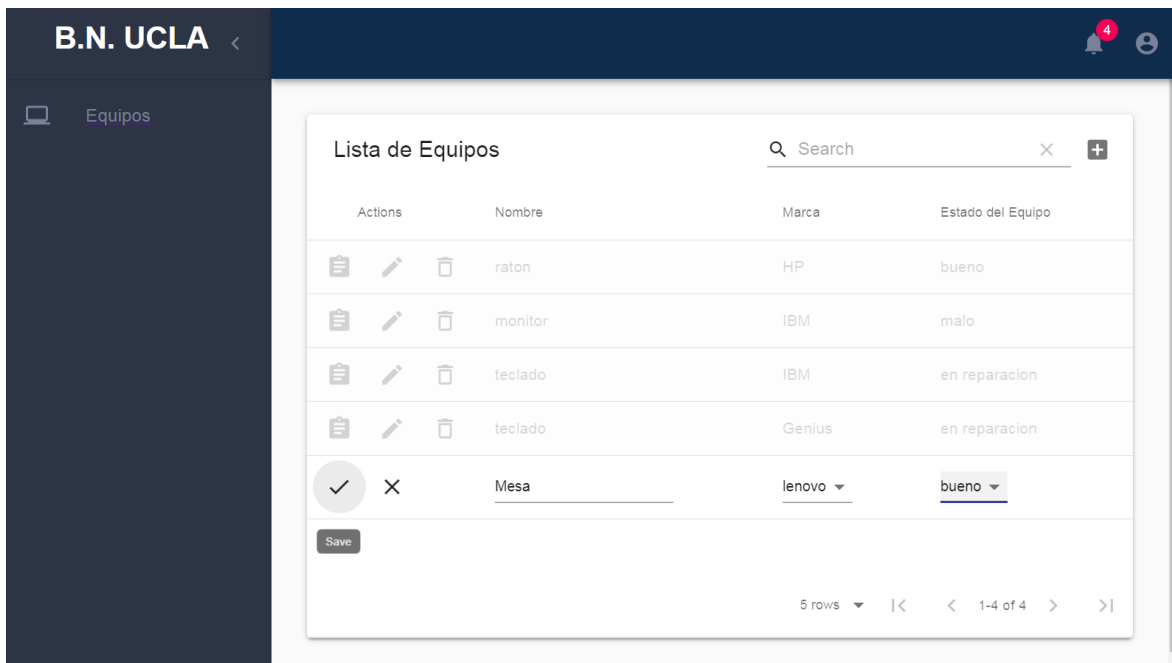 B.N. UCLA
4
Equipos
Lista de Equipos Search
Actions Nombre Marca Estado del Equipo
raton HP bueno
monitor IBM malo
teclado IBM en reparacion
teclado Genius en reparacion
Mesa lenovo bueno
Save
5 rows 1-4 of 4